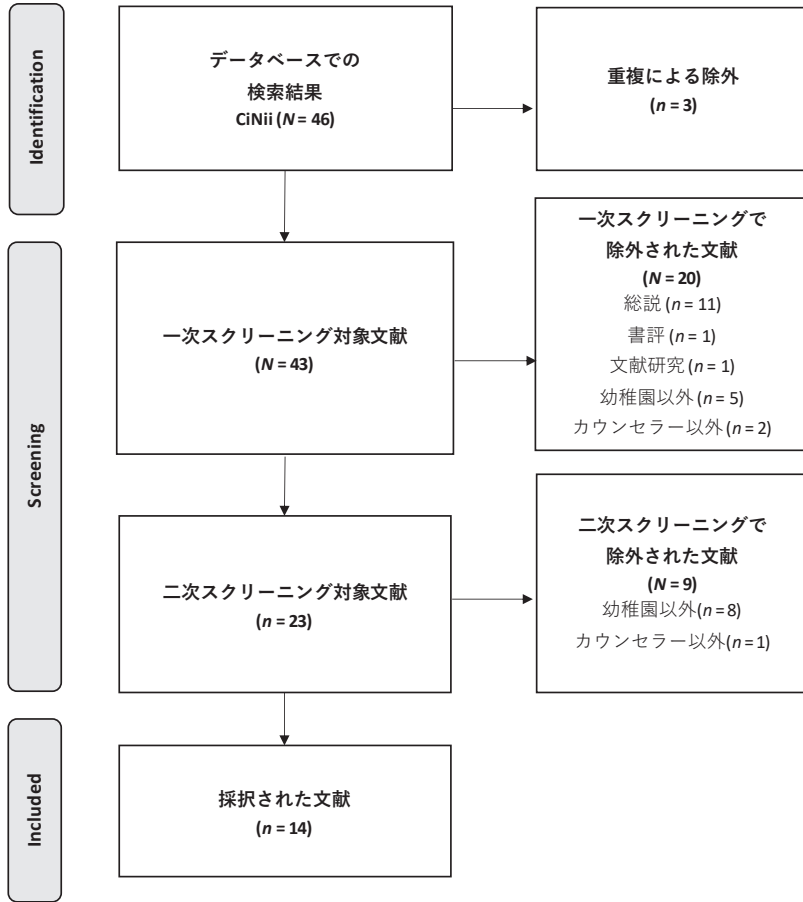 Identification
データベースでの
検索結果
CiNii (N = 46)
重複による除外
(n = 3)
Screening
一次スクリーニング対象文献
(N = 43)
一次スクリーニングで
除外された文献
(N = 20)
総説 (n = 11)
書評 (n = 1)
文献研究 (n = 1)
幼稚園以外 (n = 5)
カウンセラー以外 (n = 2)
二次スクリーニング対象文献
(n = 23)
二次スクリーニングで
除外された文献
(N = 9)
幼稚園以外(n = 8)
カウンセラー以外(n = 1)
Included
採択された文献
(n = 14)